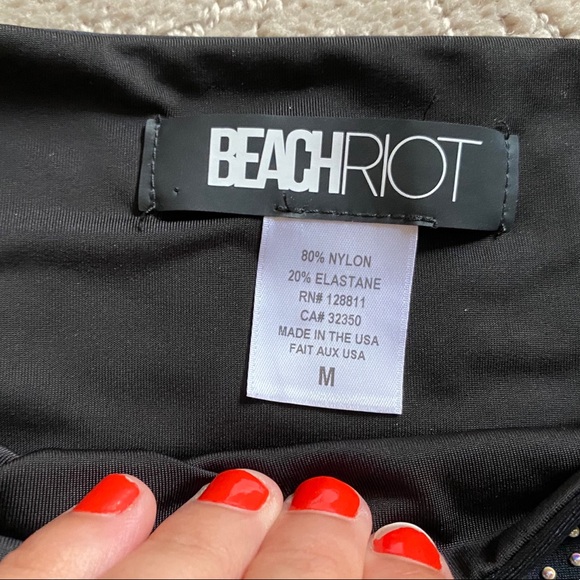 BEACHRIOT
80% NYLON
20% ELASTANE
RN# 128811
CA# 32350
MADE IN THE USA
FAIT AUX USA
M